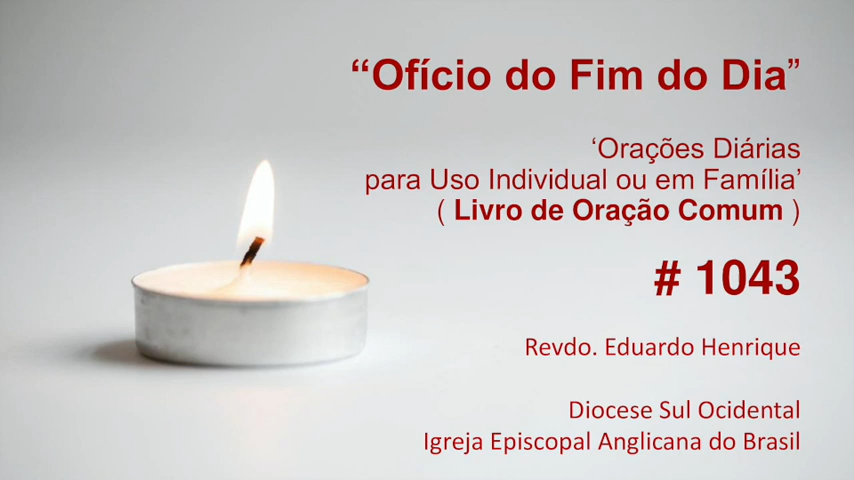 “Ofício do Fim do Dia”
‘Orações Diárias
para Uso Individual ou em Família’
( Livro de Oração Comum )
# 1043
Revdo. Eduardo Henrique
Diocese Sul Ocidental
Igreja Episcopal Anglicana do Brasil